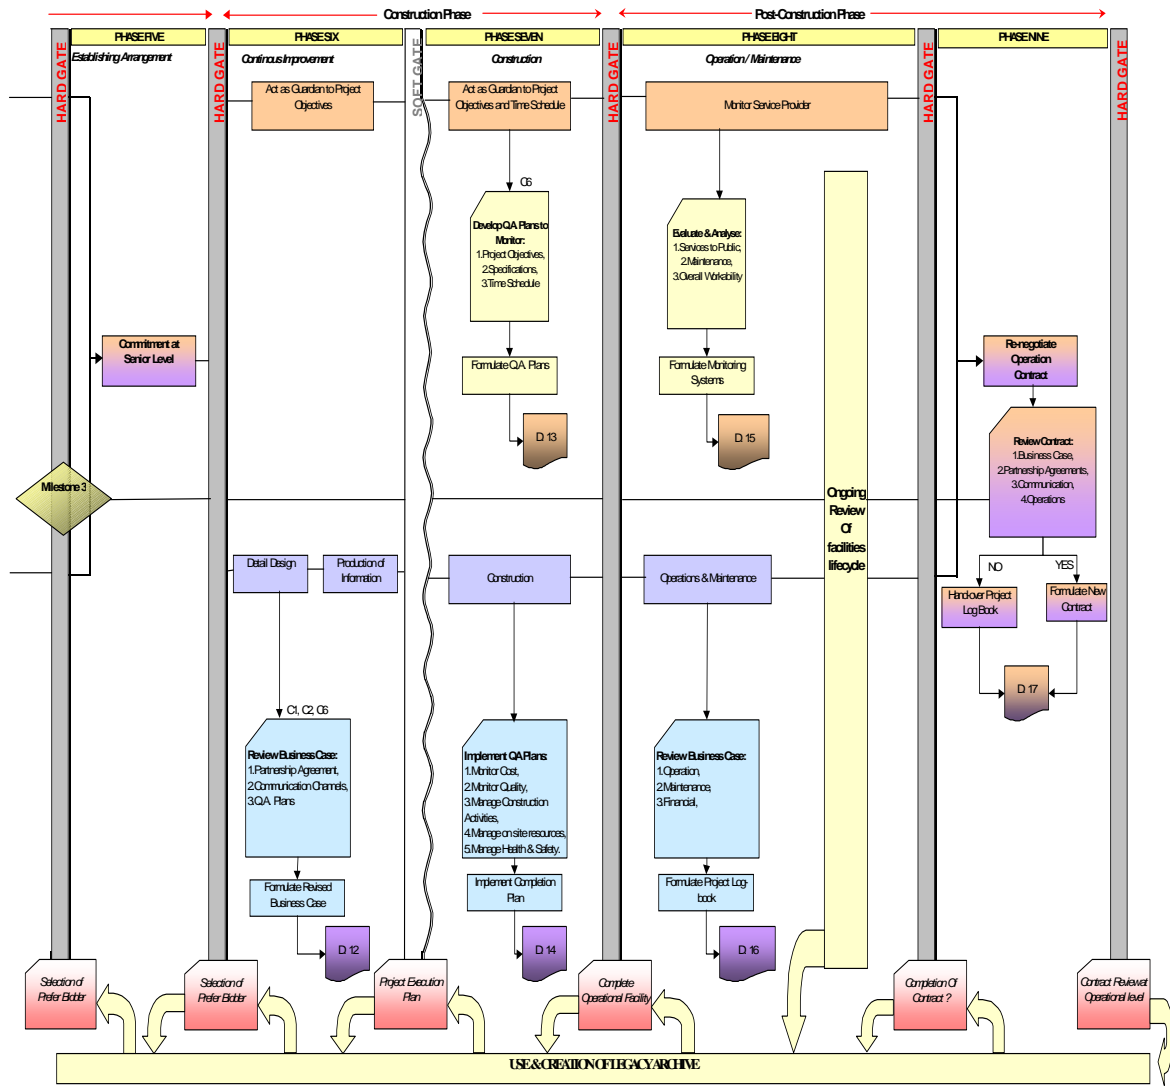 Construction Phase
Post-Construction Phase
PHASE FIVE
PHASE SIX
PHASE SEVEN
PHASE EIGHT
PHASE NINE
Establishing Arrangement
Continous Improvement
Construction
Operation / Maintenance
HARD GATE
HARD GATE
SOFT GATE
HARD GATE
HARD GATE
HARD GATE
Act as Guardian to Project
Objectives
Act as Guardian to Project
Objectives and Time Schedule
Monitor Service Provider
C6
Develop Q.A. Plans to
Monitor:
1.Project Objectives,
2.Specifications,
3.Time Schedule
Evaluate & Analyse:
1.Services to Public,
2.Maintenance,
3.Overall Workability
Commitment at
Senior Level
Formulate Q.A. Plans
Formulate Monitoring
Systems
Re-negotiate
Operation
Contract
D. 13
D. 15
Review Contract:
1.Business Case,
2.Partnership Agreements,
3.Communication,
4.Operations
Milestone 3
Ongoing
Review
Of
facilities
lifecycle
Detail Design
Production of
Information
Construction
Operations & Maintenance
NO
YES
Handover Project
Log Book
Formulate New
Contract
D. 17
C1, C2, C6
Review Business Case:
1.Partnership Agreement,
2.Communication Channels,
3.Q.A. Plans
Implement QA Plans:
1.Monitor Cost,
2.Monitor Quality,
3.Manage Construction
Activities,
4.Manage on site resources,
5.Manage Health & Safety.
Review Business Case:
1.Operation,
2.Maintenance,
3.Financial,
Formulate Revised
Business Case
Implement Completion
Plan
Formulate Project Log-
book
D. 12
D. 14
D. 16
Selection of
Prefer Bidder
Selection of
Prefer Bidder
Project Execution
Plan
Complete
Operational Facility
Completion Of
Contract ?
Contract Review at
Operational level
USE & CREATION OF LEGACY ARCHIVE